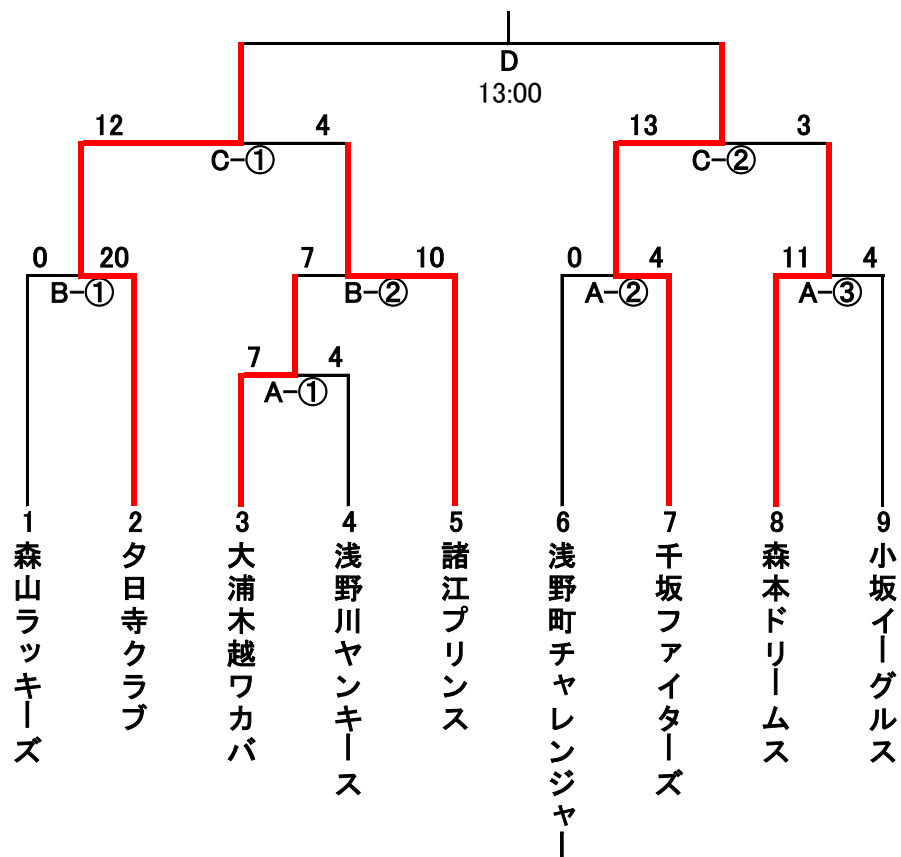 D
13:00
12 4 13 3
C-① C-②
0 20 7 10 0 4 11 4
B-① B-② A-② A-③
7 4
A-①
1 2 3 4 5 6 7 8 9
森山ラッキーズ
夕日寺クラブ
大浦木越ワカバ
浅野川ヤンキース
諸江プリンス
浅野町チャレンジャー
千坂ファイターズ
森本ドリームス
小坂イーグルス